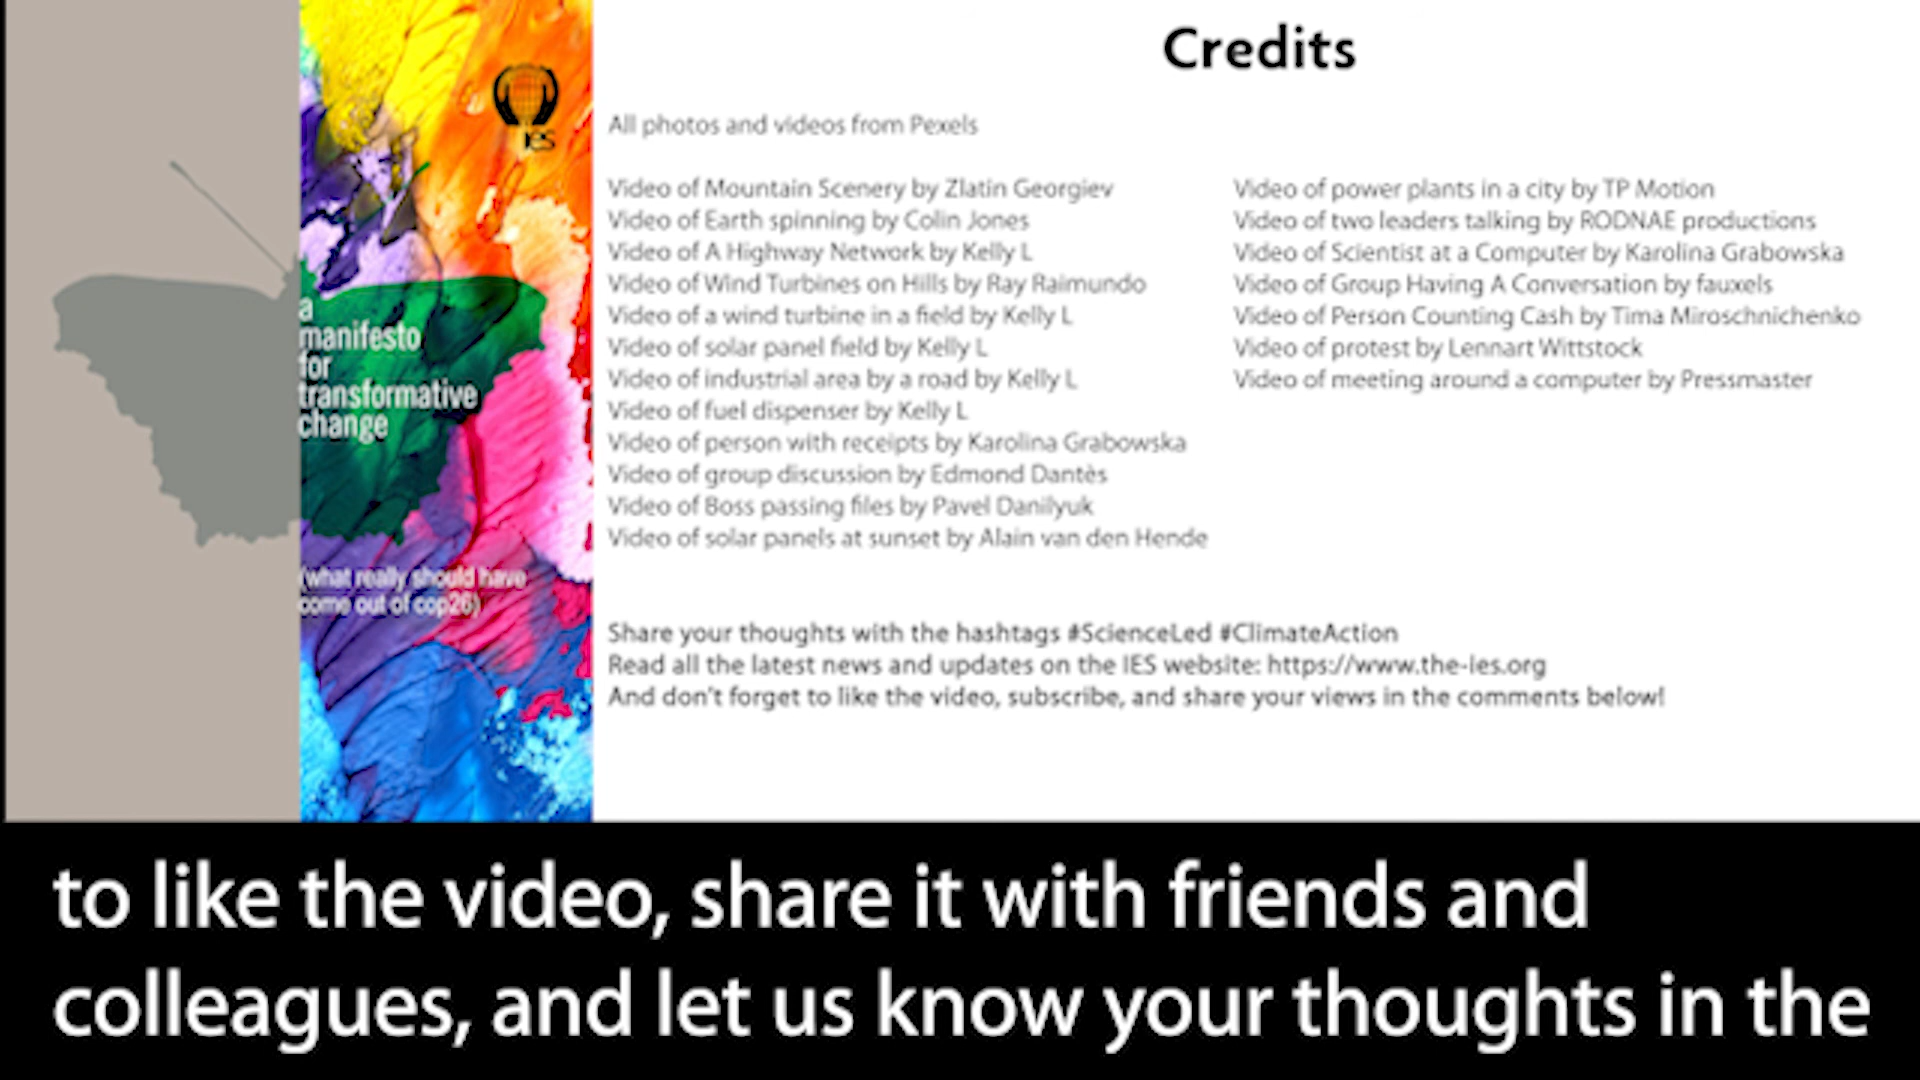 Credits
ies
All photos and videos from Pexels
Video of Mountain Scenery by Zlatin Georgiev
Video of Earth spinning by Colin Jones
Video of A Highway Network by Kelly L
Video of Wind Turbines on Hills by Ray Raimundo
Video of a wind turbine in a field by Kelly L
Video of solar panel field by Kelly L
Video of industrial area by a road by Kelly L
Video of fuel dispenser by Kelly L
Video of person with receipts by Karolina Grabowska
Video of group discussion by Edmond Dantès
Video of Boss passing files by Pavel Danilyuk
Video of solar panels at sunset by Alain van den Hende
Video of power plants in a city by TP Motion
Video of two leaders talking by RODNAE productions
Video of Scientist at a Computer by Karolina Grabowska
Video of Group Having A Conversation by fauxels
Video of Person Counting Cash by Tima Miroschnichenko
Video of protest by Lennart Wittstock
Video of meeting around a computer by Pressmaster
a
manifesto
for
transformative
change
(what really should have
come out of cop26)
Share your thoughts with the hashtags #ScienceLed #ClimateAction
Read all the latest news and updates on the IES website: https://www.the-ies.org
And don't forget to like the video, subscribe, and share your views in the comments below!
to like the video, share it with friends and
colleagues, and let us know your thoughts in the